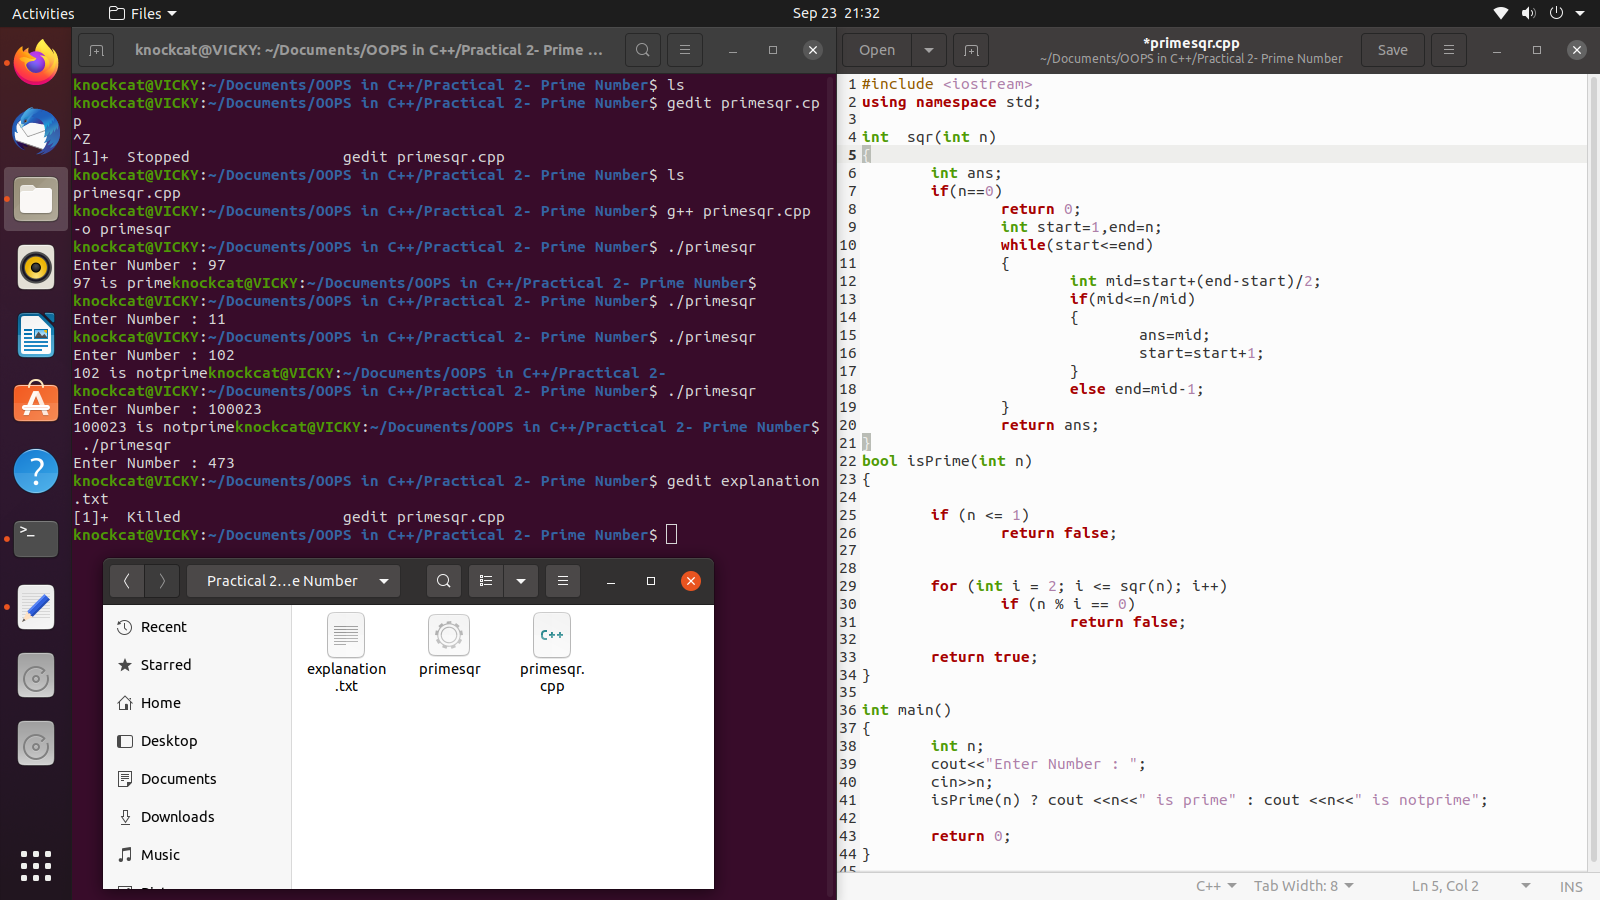 Activities
Files
Sep 23 21:32
knockcat@VICKY: ~/Documents/OOPS in C++/Practical 2- Prime ...
knockcat@VICKY:~/Documents/OOPS in C++/Practical 2- Prime Number$ ls
knockcat@VICKY:~/Documents/OOPS in C++/Practical 2- Prime Number$ gedit primesqr.cp
p
^Z
[1]+  Stopped                 gedit primesqr.cpp
knockcat@VICKY:~/Documents/OOPS in C++/Practical 2- Prime Number$ ls
primesqr.cpp
knockcat@VICKY:~/Documents/OOPS in C++/Practical 2- Prime Number$ g++ primesqr.cpp
-o primesqr
knockcat@VICKY:~/Documents/OOPS in C++/Practical 2- Prime Number$ ./primesqr
Enter Number : 97
97 is primeknockcat@VICKY:~/Documents/OOPS in C++/Practical 2- Prime Number$
knockcat@VICKY:~/Documents/OOPS in C++/Practical 2- Prime Number$ ./primesqr
Enter Number : 11
knockcat@VICKY:~/Documents/OOPS in C++/Practical 2- Prime Number$ ./primesqr
Enter Number : 102
102 is notprimeknockcat@VICKY:~/Documents/OOPS in C++/Practical 2-
knockcat@VICKY:~/Documents/OOPS in C++/Practical 2- Prime Number$ ./primesqr
Enter Number : 100023
100023 is notprimeknockcat@VICKY:~/Documents/OOPS in C++/Practical 2- Prime Number$
./primesqr
Enter Number : 473
knockcat@VICKY:~/Documents/OOPS in C++/Practical 2- Prime Number$ gedit explanation
.txt
[1]+  Killed                  gedit primesqr.cpp
knockcat@VICKY:~/Documents/OOPS in C++/Practical 2- Prime Number$
Practical 2...e Number
Recent
Starred
Home
Desktop
Documents
Downloads
Music
explanation
.txt
primesqr
C++
primesqr.
cpp
Open
*primesqr.cpp
~/Documents/OOPS in C++/Practical 2- Prime Number
Save
1 #include <iostream>
2 using namespace std;
3
4 int  sqr(int n)
5 {
6         int ans;
7         if(n==0)
8                 return 0;
9                 int start=1,end=n;
10                 while(start<=end)
11                 {
12                         int mid=start+(end-start)/2;
13                         if(mid<=n/mid)
14                         {
15                                 ans=mid;
16                                 start=start+1;
17                         }
18                         else end=mid-1;
19                 }
20                 return ans;
21 }
22 bool isPrime(int n)
23 {
24
25         if (n <= 1)
26                 return false;
27
28
29         for (int i = 2; i <= sqr(n); i++)
30                 if (n % i == 0)
31                         return false;
32
33         return true;
34 }
35
36 int main()
37 {
38         int n;
39         cout<<"Enter Number : ";
40         cin>>n;
41         isPrime(n) ? cout <<n<<" is prime" : cout <<n<<" is notprime";
42
43         return 0;
44 }
45
C++
Tab Width: 8
Ln 5, Col 2
INS